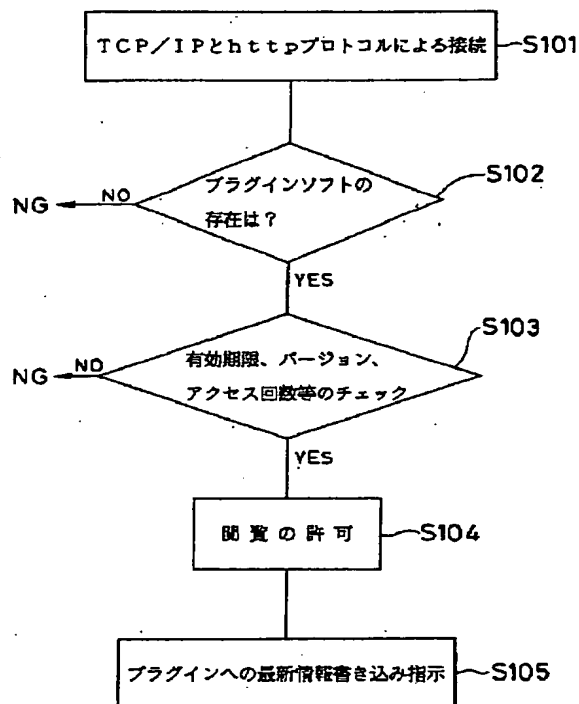 TCP／IPとhttpプロトコルによる接続
S101
プラグインソフトの
存在は？
S102
NO
NG
YES
有効期限、バージョン、
アクセス回数等のチェック
S103
NO
NG
YES
閲覧の許可
S104
プラグインへの最新情報書き込み指示
S105